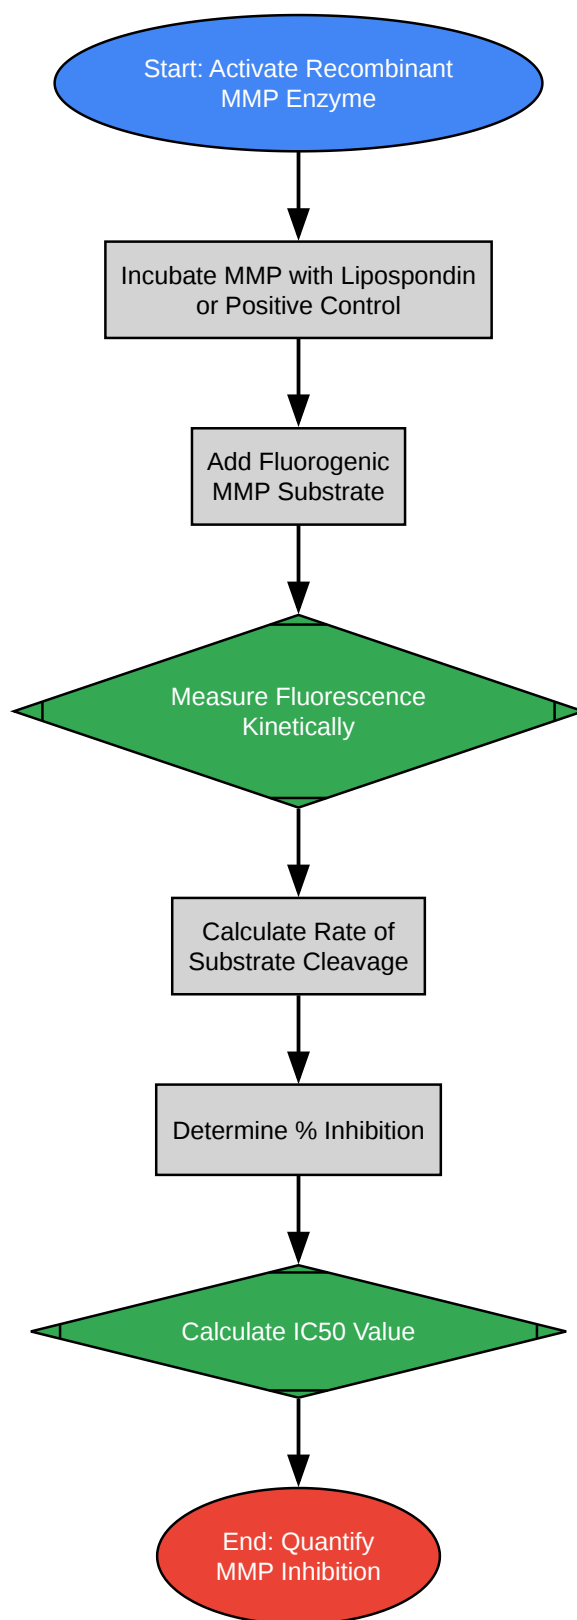 Start: Activate Recombinant
MMP Enzyme
Incubate MMP with Lipospondin
or Positive Control
Add Fluorogenic
MMP Substrate
Measure Fluorescence
Kinetically
Calculate Rate of
Substrate Cleavage
Determine % Inhibition
Calculate IC50 Value
End: Quantify
MMP Inhibition